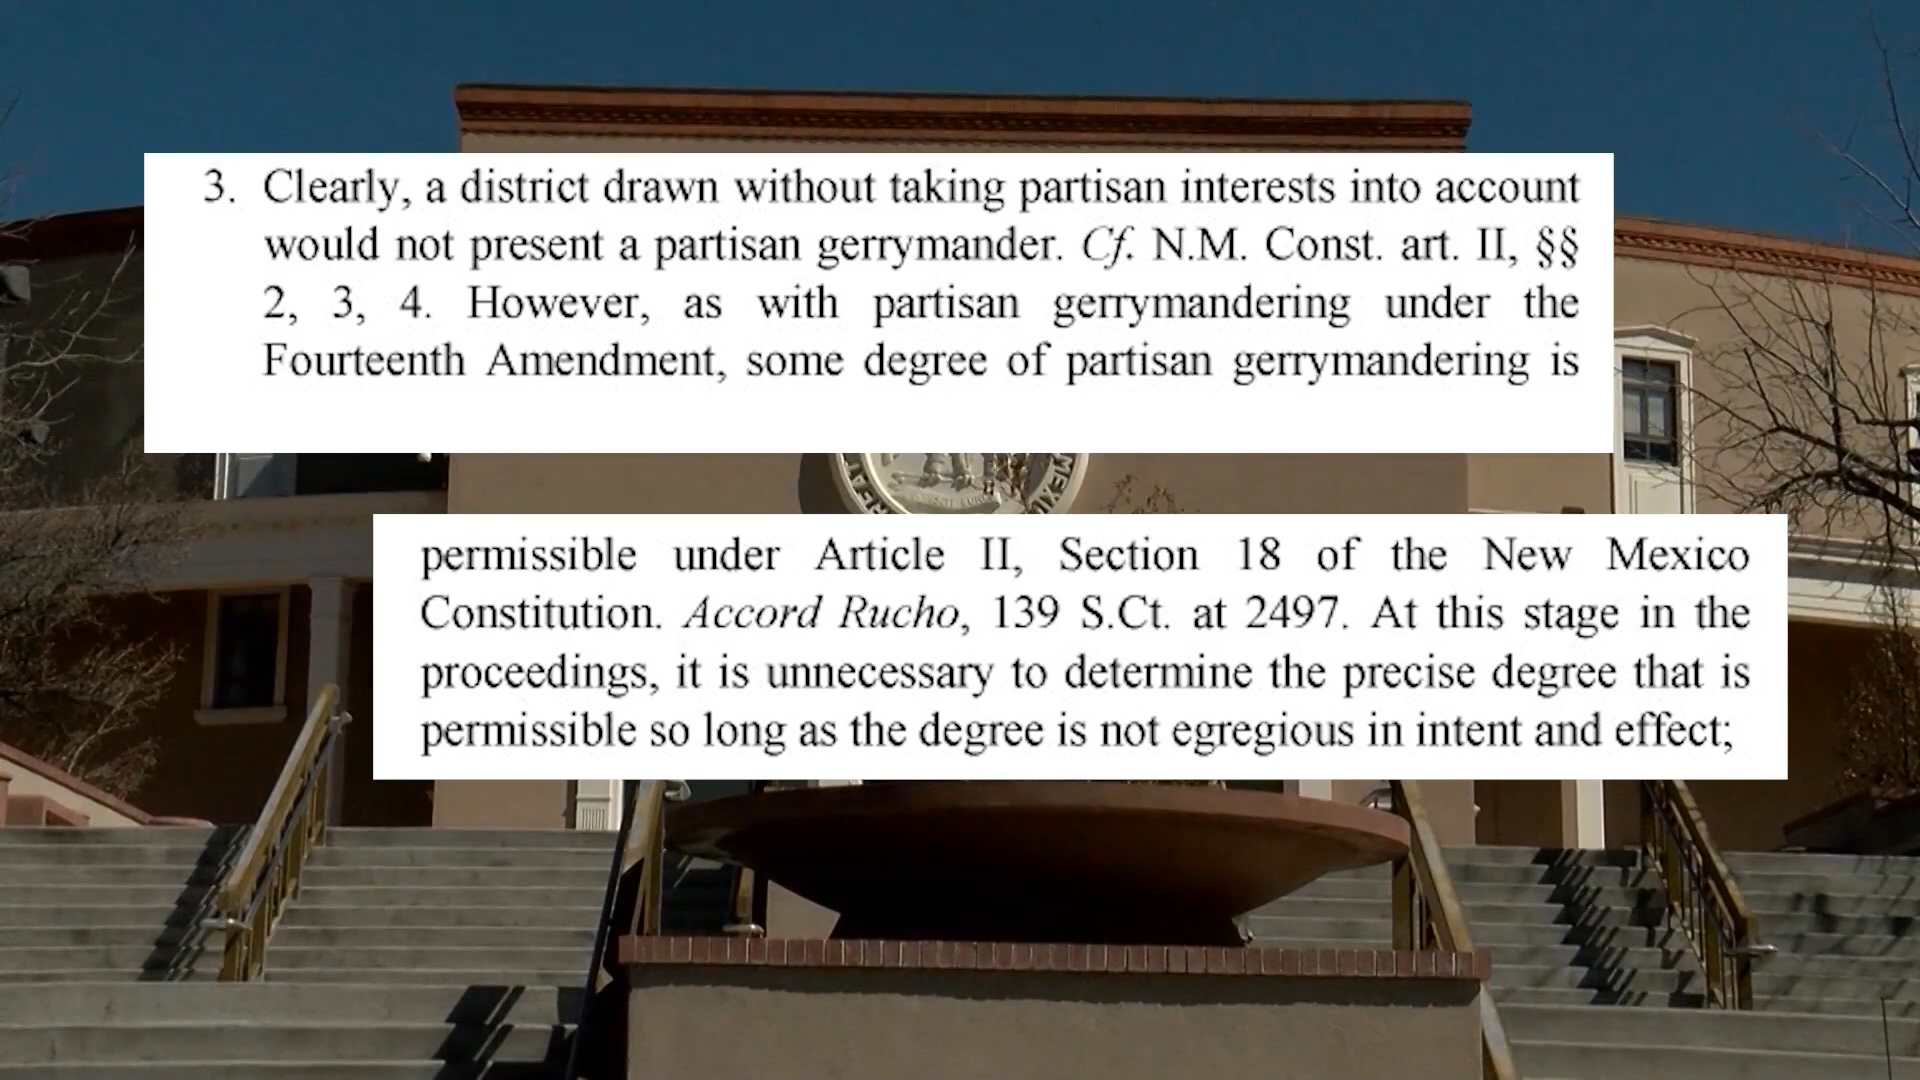 3. Clearly, a district drawn without taking partisan interests into account
would not present a partisan gerrymander. Cf. N.M. Const. art. II, §§
2, 3, 4. However, as with partisan gerrymandering under the
Fourteenth Amendment, some degree of partisan gerrymandering is
permissible under Article II, Section 18 of the New Mexico
Constitution. Accord Rucho, 139 S.Ct. at 2497. At this stage in the
proceedings, it is unnecessary to determine the precise degree that is
permissible so long as the degree is not egregious in intent and effect;